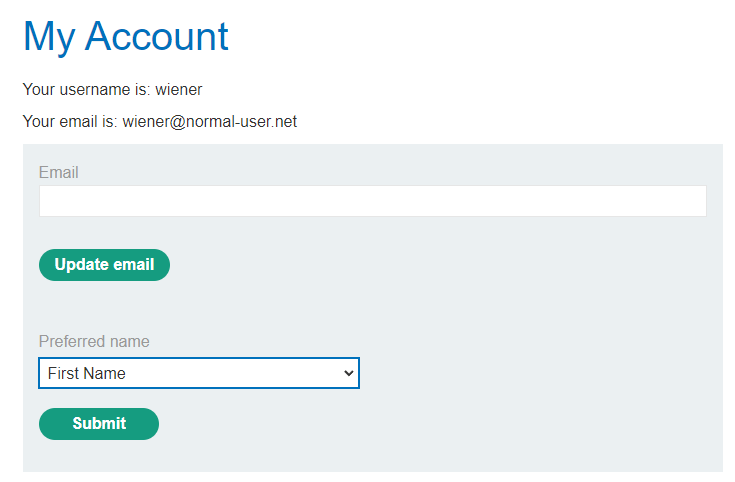 My Account
Your username is: wiener
Your email is: wiener@normal-user.net
Email
Update email
Preferred name
First Name
Submit